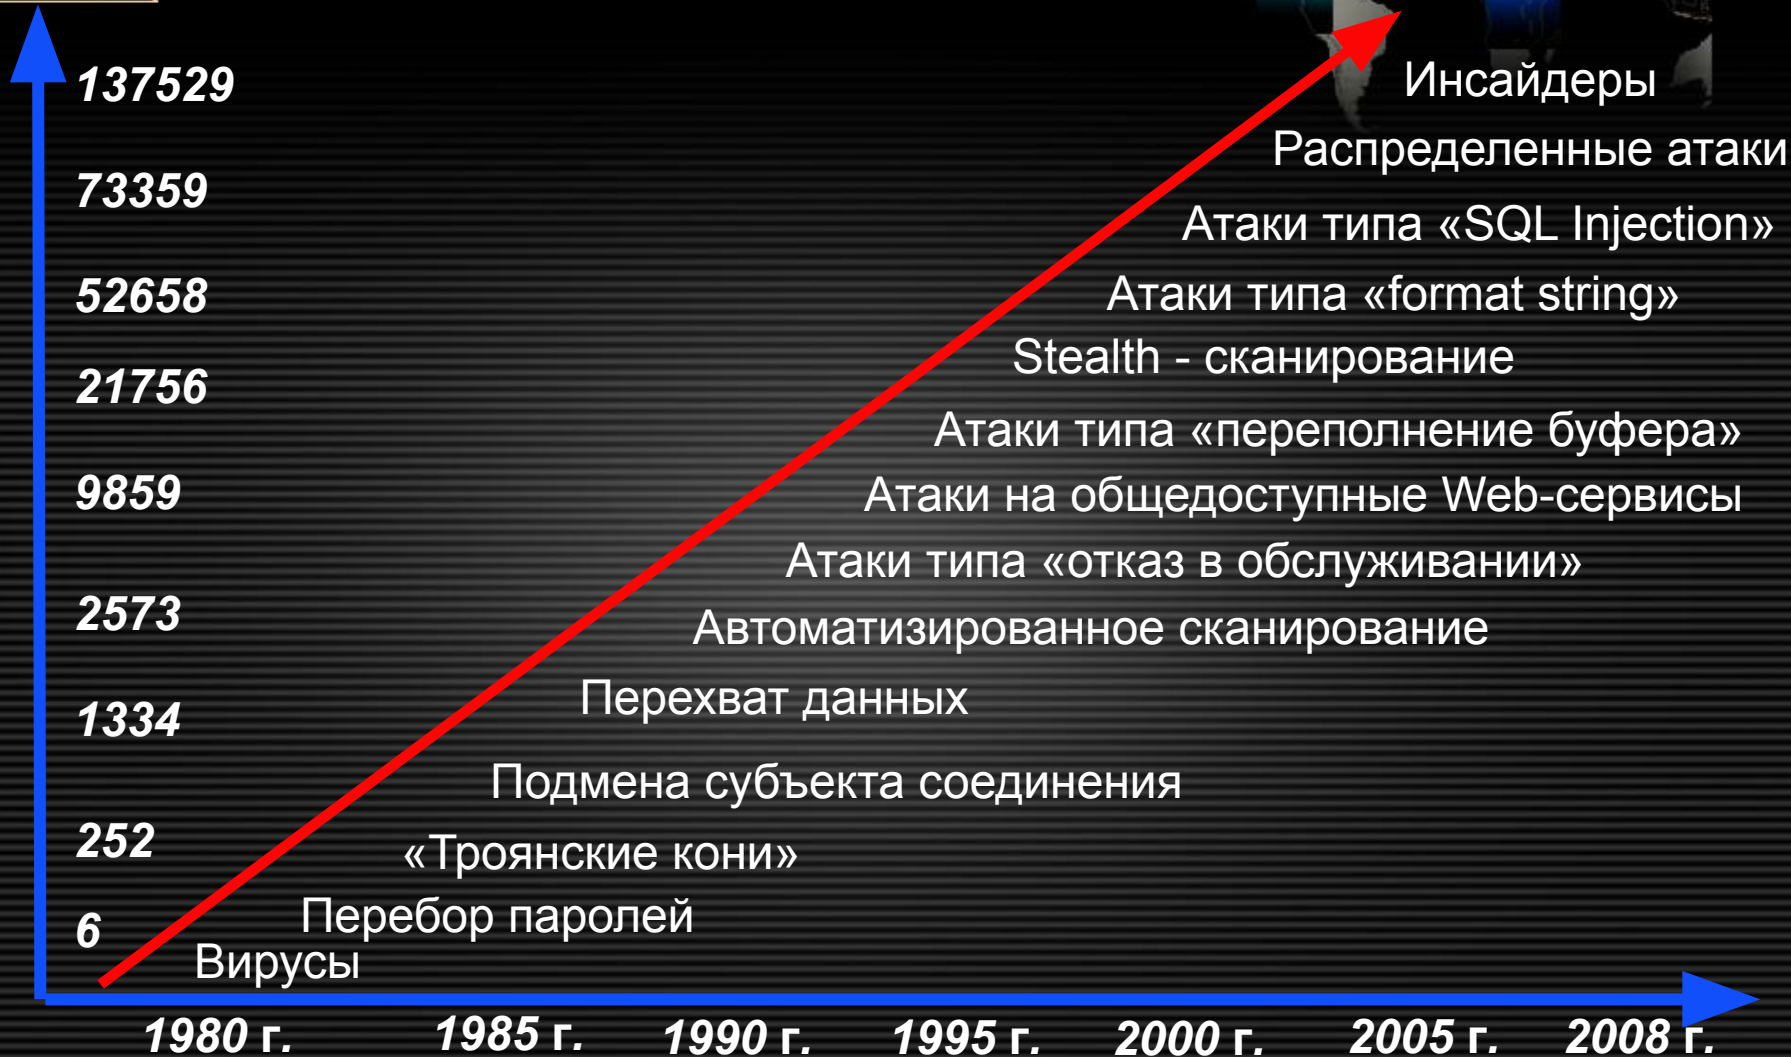 137529
Инсайдеры
Распределенные атаки
73359
Атаки типа «SQL Injection»
52658
Атаки типа «format string»
Stealth - сканирование
21756
Атаки типа «переполнение буфера»
9859
Атаки на общедоступные Web-сервисы
Атаки типа «отказ в обслуживании»
2573
Автоматизированное сканирование
Перехват данных
1334
Подмена субъекта соединения
252
«Троянские кони»
Перебор паролей
6
Вирусы
1980 г. 1985 г. 1990 г. 1995 г. 2000 г. 2005 г. 2008 г.